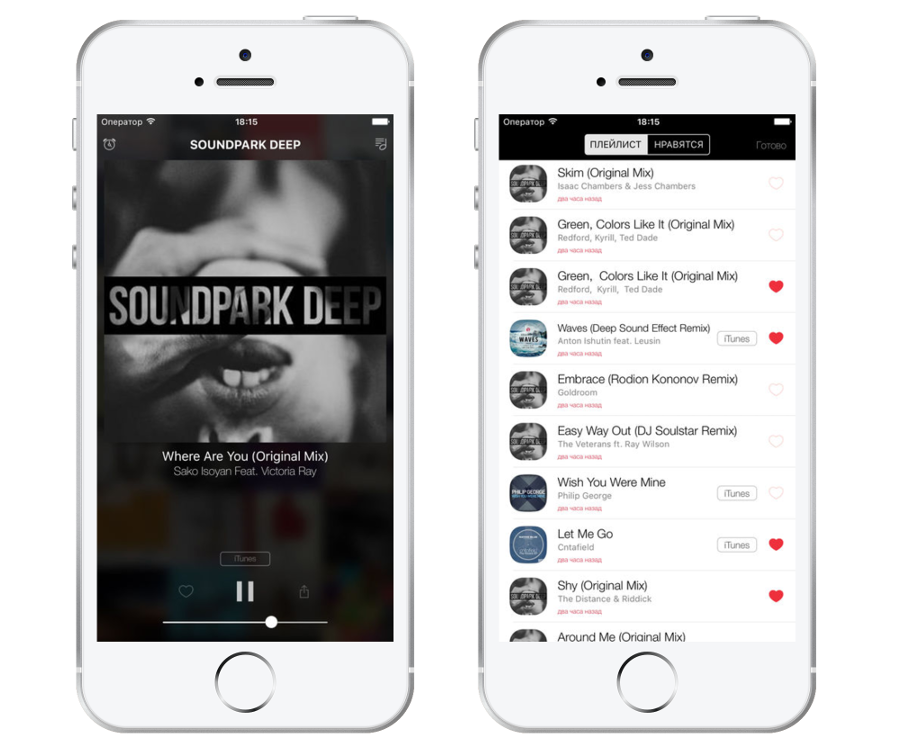 Оператор 18:15
SOUNDPARK DEEP
SOUNDPARK DEEP
Where Are You (Original Mix)
Sako Isoyan Feat. Victoria Ray
iTunes
Оператор 18:15
ПЛЕЙЛИСТ НРАВЯТСЯ Готово
Skim (Original Mix)
Isaac Chambers & Jess Chambers
два часа назад
Green, Colors Like It (Original Mix)
Redford, Kyrill, Ted Dade
два часа назад
Green, Colors Like It (Original Mix)
Redford, Kyrill, Ted Dade
два часа назад
WAVES
Waves (Deep Sound Effect Remix)
Anton Ishutin feat. Leusin
iTunes
два часа назад
Embrace (Rodion Kononov Remix)
Goldroom
два часа назад
Easy Way Out (DJ Soulstar Remix)
The Veterans ft. Ray Wilson
два часа назад
PHILIP GEORGE
Wish You Were Mine
Philip George
iTunes
два часа назад
Let Me Go
Cntafield
iTunes
два часа назад
Shy (Original Mix)
The Distance & Riddick
два часа назад
Around Me (Original Mix)